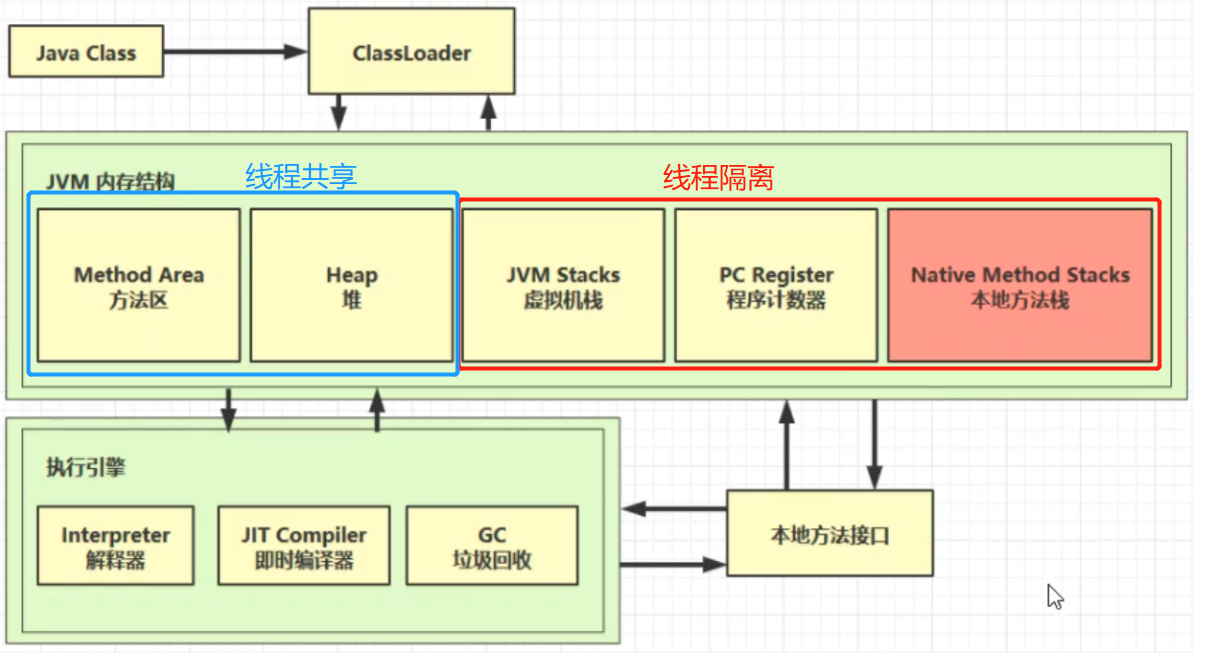 Java Class
ClassLoader
JVM 内存结构
线程共享
线程隔离
Method Area
方法区
Heap
堆
JVM Stacks
虚拟机栈
PC Register
程序计数器
Native Method Stacks
本地方法栈
执行引擎
Interpreter
解释器
JIT Compiler
即时编译器
GC
垃圾回收
本地方法接口